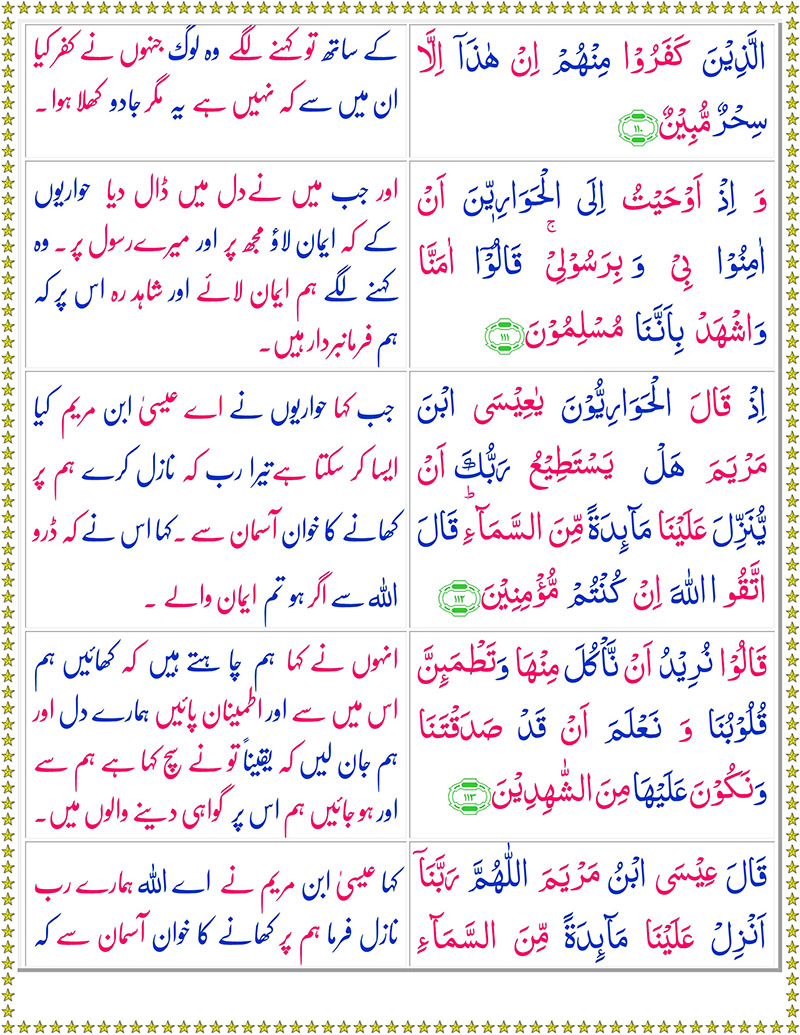 الَّذِیْنَ كَفَرُوْا مِنْهُمْ اِنْ هٰذَاۤ اِلَّا
سِحْرٌ مُّبِیْنٌ ۝۱۱۰
کے ساتھ تو کہنے لگے وہ لوگ جنہوں نے کفر کیا
ان میں سے کہ نہیں ہے یہ مگر جادو کھلا ہوا۔
وَ اِذْ اَوْحَیْتُ اِلَى الْحَوَارِیّٖنَ اَنْ
اٰمِنُوْا بِیْ وَ بِرَسُوْلِیْ ۚ قَالُوْۤا اٰمَنَّا
وَاشْهَدْ بِاَنَّنَا مُسْلِمُوْنَ ۝۱۱۱
اور جب میں نے دل میں ڈال دیا حواریوں
کے کہ ایمان لاؤ مجھ پر اور میرے رسول پر۔ وہ
کہنے لگے ہم ایمان لائے اور شاہد رہ اس پر کہ
ہم فرمانبردار ہیں۔
اِذْ قَالَ الْحَوَارِیُّوْنَ یٰعِیْسَى ابْنَ
مَرْیَمَ هَلْ یَسْتَطِیْعُ رَبُّكَ اَنْ
یُّنَزِّلَ عَلَیْنَا مَآىِٕدَةً مِّنَ السَّمَآءِ ؕ قَالَ
اتَّقُو االلّٰهَ اِنْ كُنْتُمْ مُّؤْمِنِیْنَ ۝۱۱۲
جب کہا حواریوں نے اے عیسیٰ ابن مریم کیا
ایسا کر سکتا ہے تیرا رب کہ نازل کرے ہم پر
کھانے کا خوان آسمان سے ۔ کہا اس نے کہ ڈرو
اللہ سے اگر ہو تم ایمان والے ۔
قَالُوْا نُرِیْدُ اَنْ نَّاْكُلَ مِنْهَا وَتَطْمَىِٕنَّ
قُلُوْبُنَا وَ نَعْلَمَ اَنْ قَدْ صَدَقْتَنَا
وَنَكُوْنَ عَلَیْهَا مِنَ الشّٰهِدِیْنَ ۝۱۱۳
انہوں نے کہا ہم چاہتے ہیں کہ کھائیں ہم
اس میں سے اور اطمینان پائیں ہمارے دل اور
ہم جان لیں کہ یقیناً تو نے سچ کہا ہے ہم سے
اور ہو جائیں ہم اس پر گواہی دینے والوں میں۔
قَالَ عِیْسَى ابْنُ مَرْیَمَ اللّٰهُمَّ رَبَّنَاۤ
اَنْزِلْ عَلَیْنَا مَآىِٕدَةً مِّنَ السَّمَآءِ
کہا عیسیٰ ابن مریم نے اے اللہ ہمارے رب
نازل فرما ہم پر کھانے کا خوان آسمان سے کہ